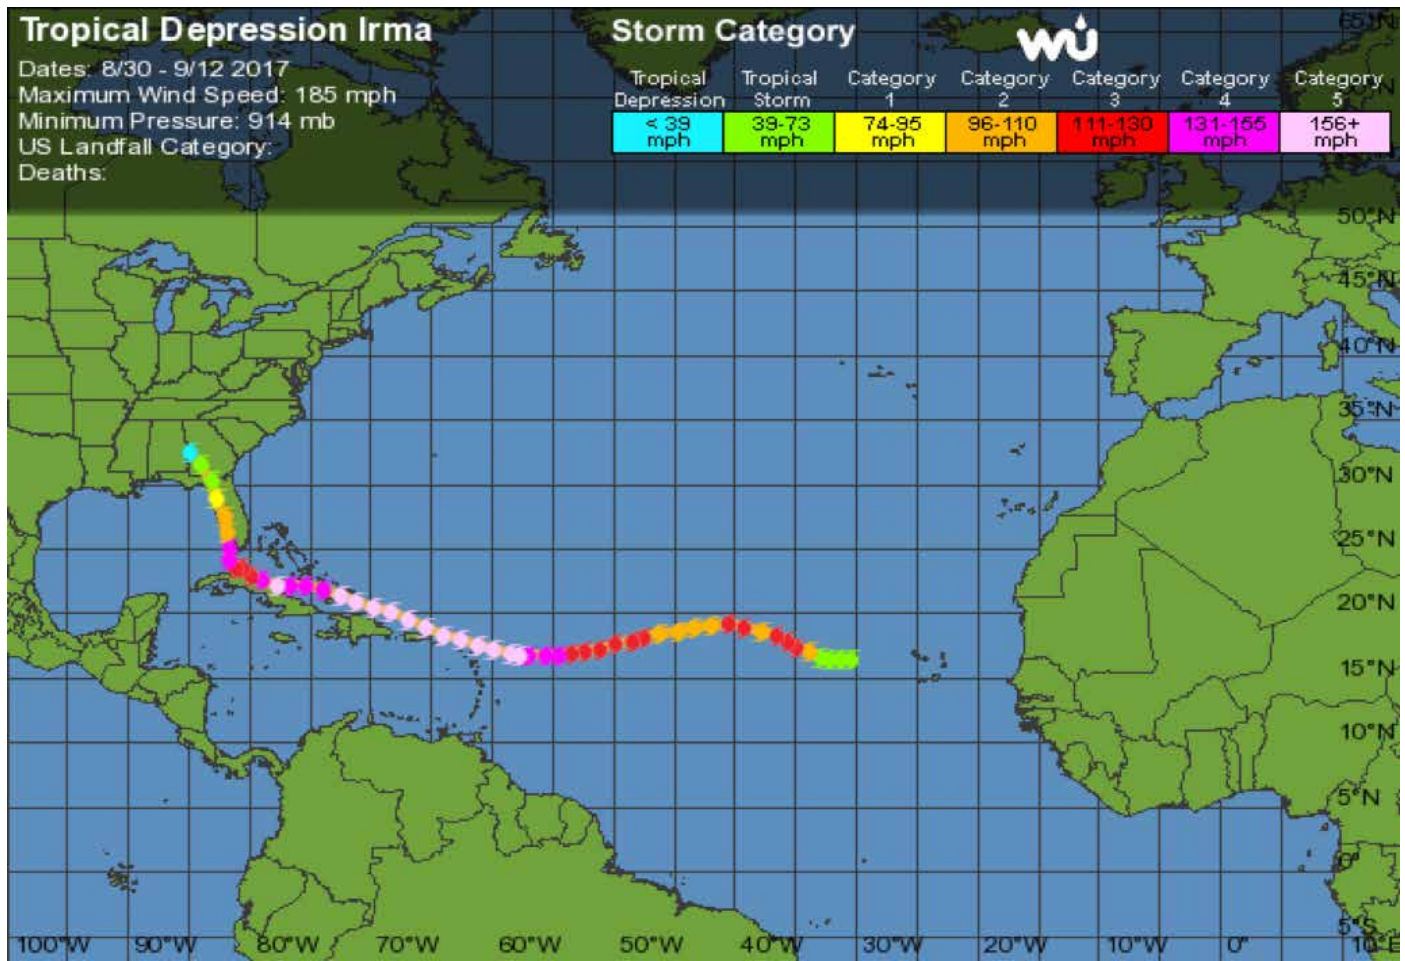 Tropical Depression Irma
Dates: 8/30 - 9/12 2017
Maximum Wind Speed: 185 mph
Minimum Pressure: 914 mb
US Landfall Category:
Deaths:
Storm Category
wu
Tropical Depression
Tropical Storm
Category 1
Category 2
Category 3
Category 4
Category 5
< 39 mph
39-73 mph
74-95 mph
96-110 mph
111-130 mph
131-155 mph
156+ mph
65°N
50°N
45°N
40°N
35°N
30°N
25°N
20°N
15°N
10°N
5°N
0°
5°S
100°W 90°W 80°W 70°W 60°W 50°W 40°W 30°W 20°W 10°W 0° 10°E